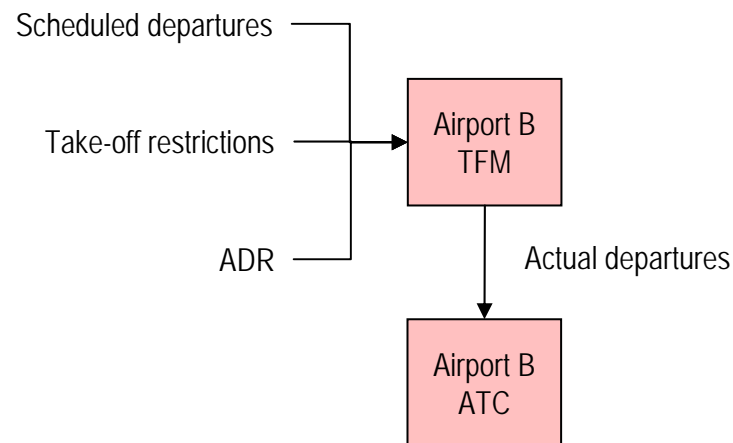 Scheduled departures
Take-off restrictions
ADR
Airport B
TFM
Actual departures
Airport B
ATC